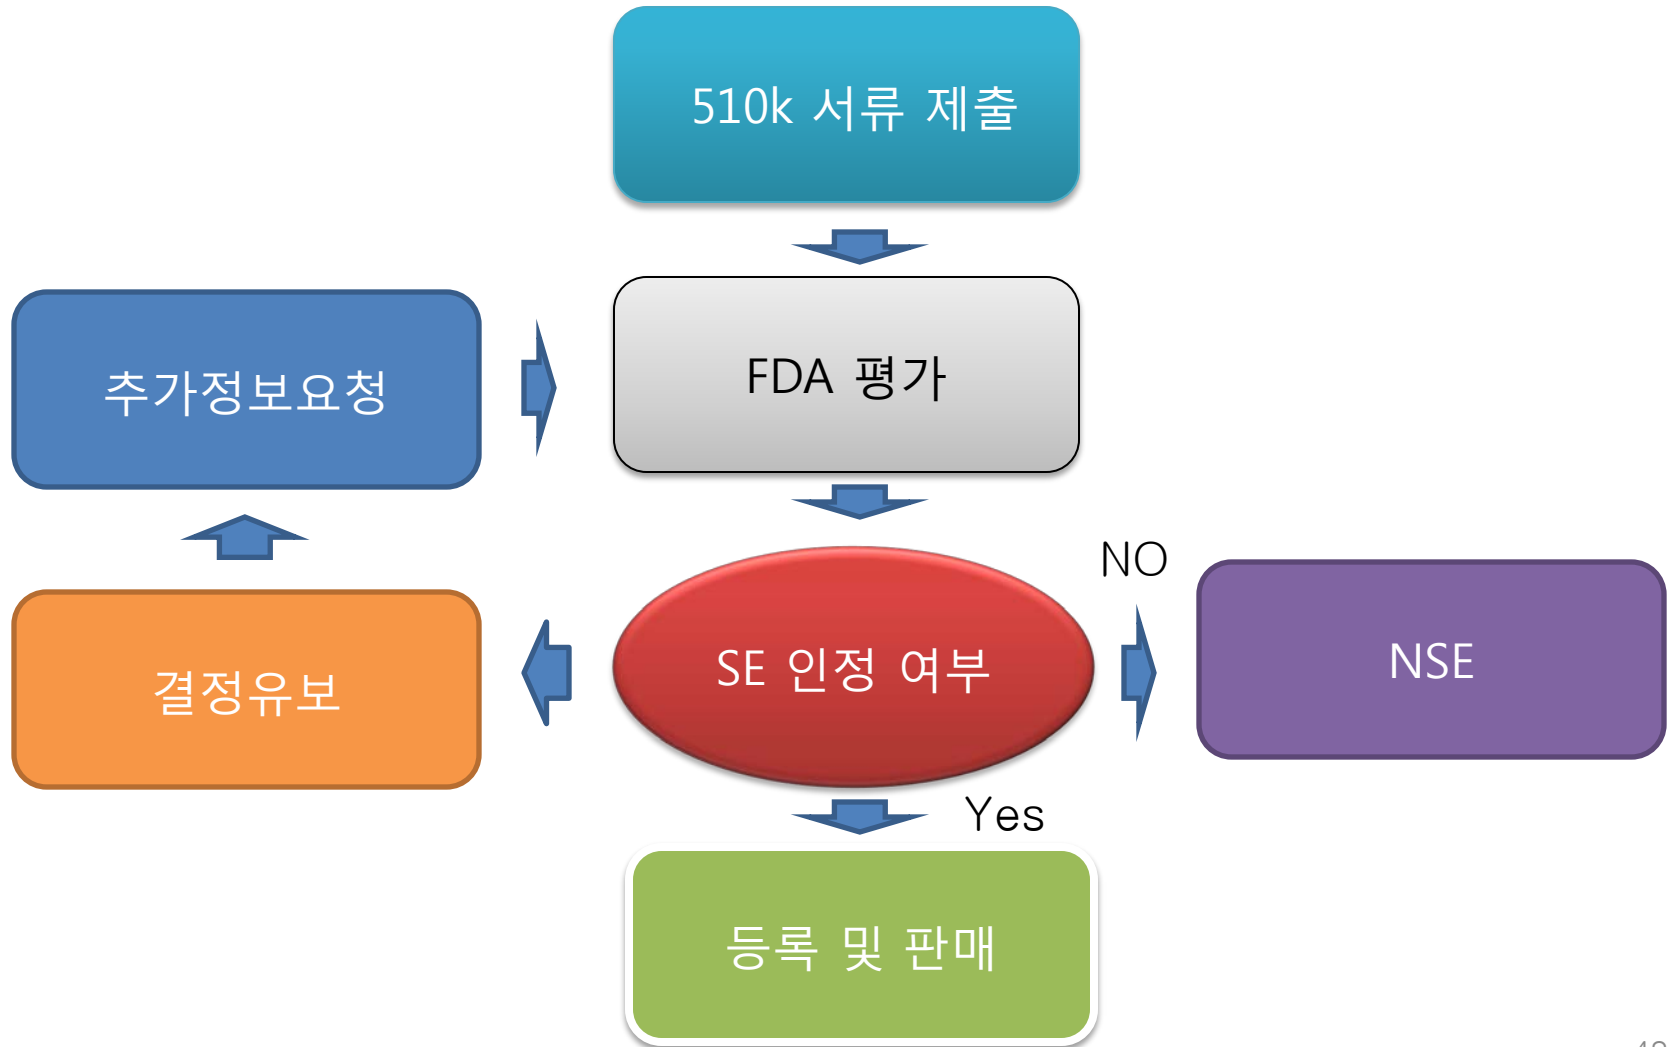 510k 서류 제출
추가정보요청
FDA 평가
NO
결정유보
SE 인정 여부
NSE
Yes
등록 및 판매